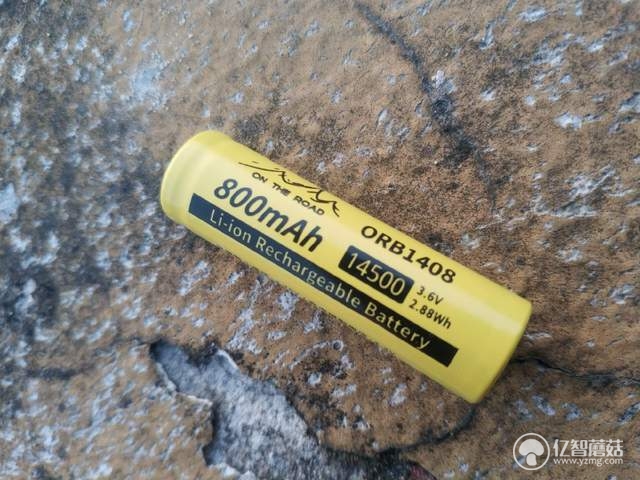 ON THE ROAD
800mAh
ORB1408
14500
3.6V
2.88Wh
Li-ion Rechargeable Battery
亿智蘑菇
www.yzmg.com